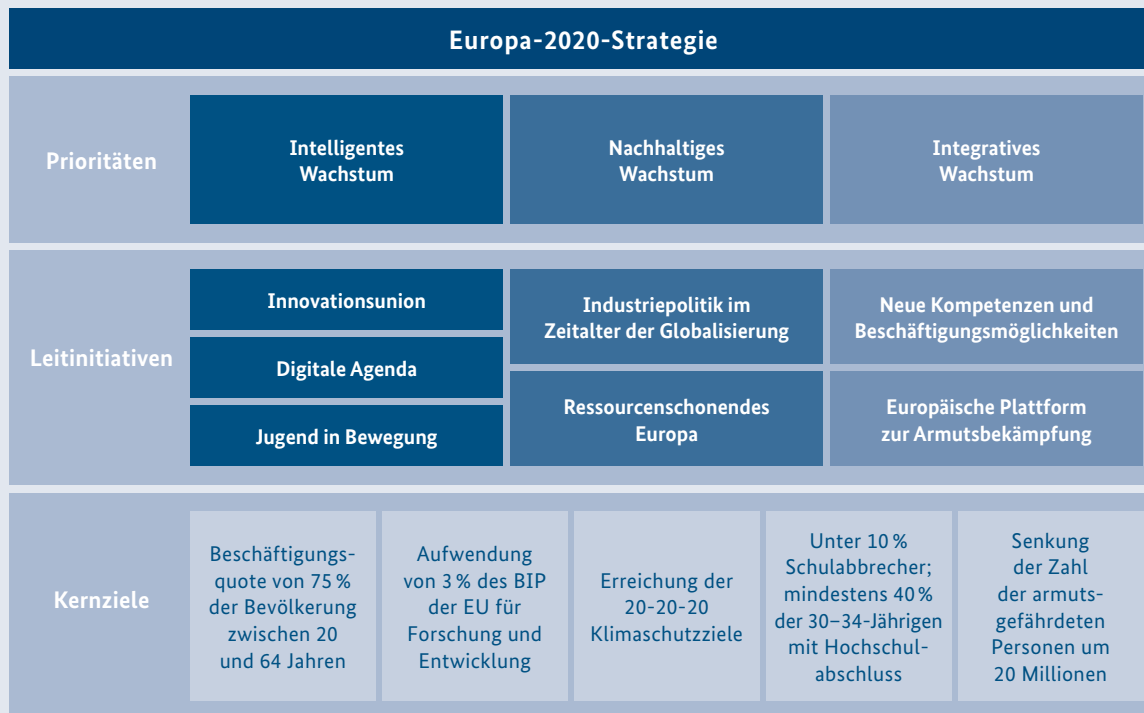 Europa-2020-Strategie
Prioritäten
Intelligentes
Wachstum
Nachhaltiges
Wachstum
Integratives
Wachstum
Leitinitiativen
Innovationsunion
Digitale Agenda
Jugend in Bewegung
Industriepolitik im
Zeitalter der Globalisierung
Ressourcenschonendes
Europa
Neue Kompetenzen und
Beschäftigungsmöglichkeiten
Europäische Plattform
zur Armutsbekämpfung
Kernziele
Beschäftigungs-
quote von 75 %
der Bevölkerung
zwischen 20
und 64 Jahren
Aufwendung
von 3 % des BIP
der EU für
Forschung und
Entwicklung
Erreichung der
20-20-20
Klimaschutzziele
Unter 10 %
Schulabbrecher;
mindestens 40 %
der 30–34-Jährigen
mit Hochschul-
abschluss
Senkung
der Zahl
der armuts-
gefährdeten
Personen um
20 Millionen